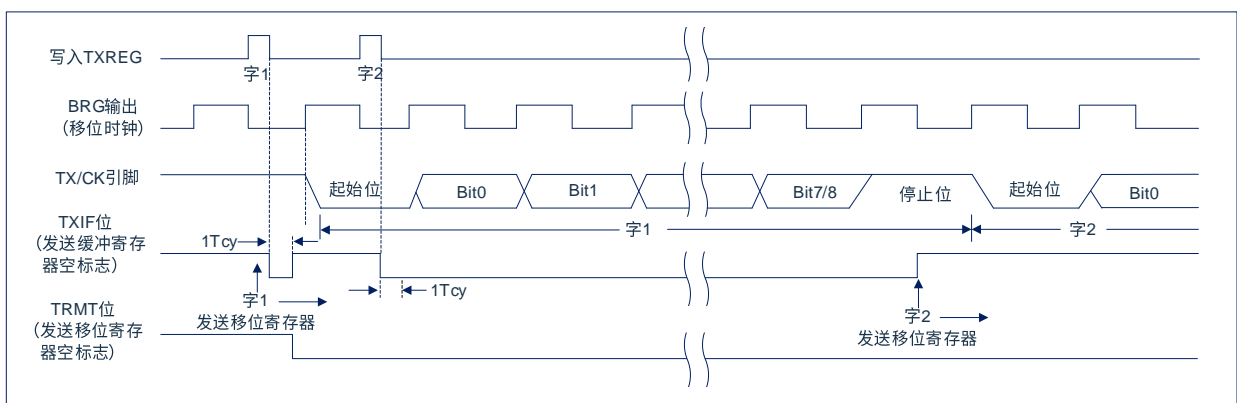 写入TXREG
字1
字2
BRG输出
(移位时钟)
TX/CK引脚
起始位
Bit0
Bit1
Bit7/8
停止位
起始位
Bit0
字1
字2
TXIF位
(发送缓冲寄存
器空标志)
1Tcy
1Tcy
字1
发送移位寄存器
字2
发送移位寄存器
TRMT位
(发送移位寄存
器空标志)